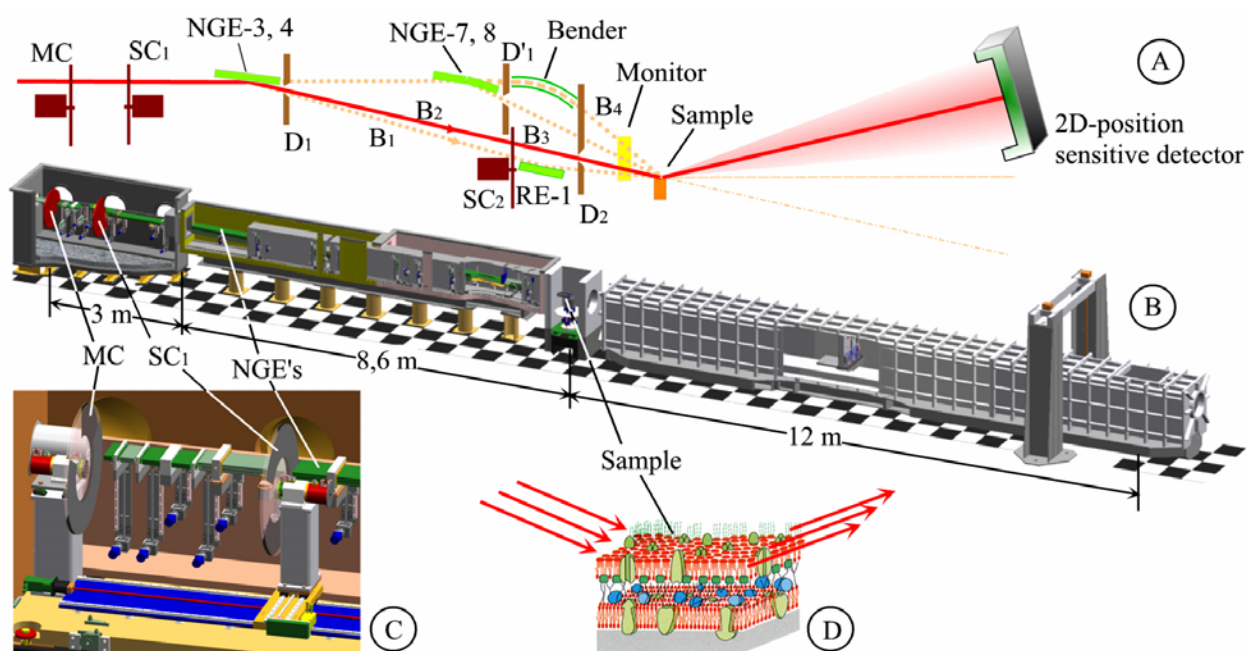 NGE-3, 4
NGE-7, 8
D'1
Bender
MC
SC1
Monitor
A
B4
Sample
D1
B1
B2
B3
2D-position
sensitive detector
SC2
RE-1
D2
B
3 m
MC
SC1
NGE's
8,6 m
12 m
Sample
C
D